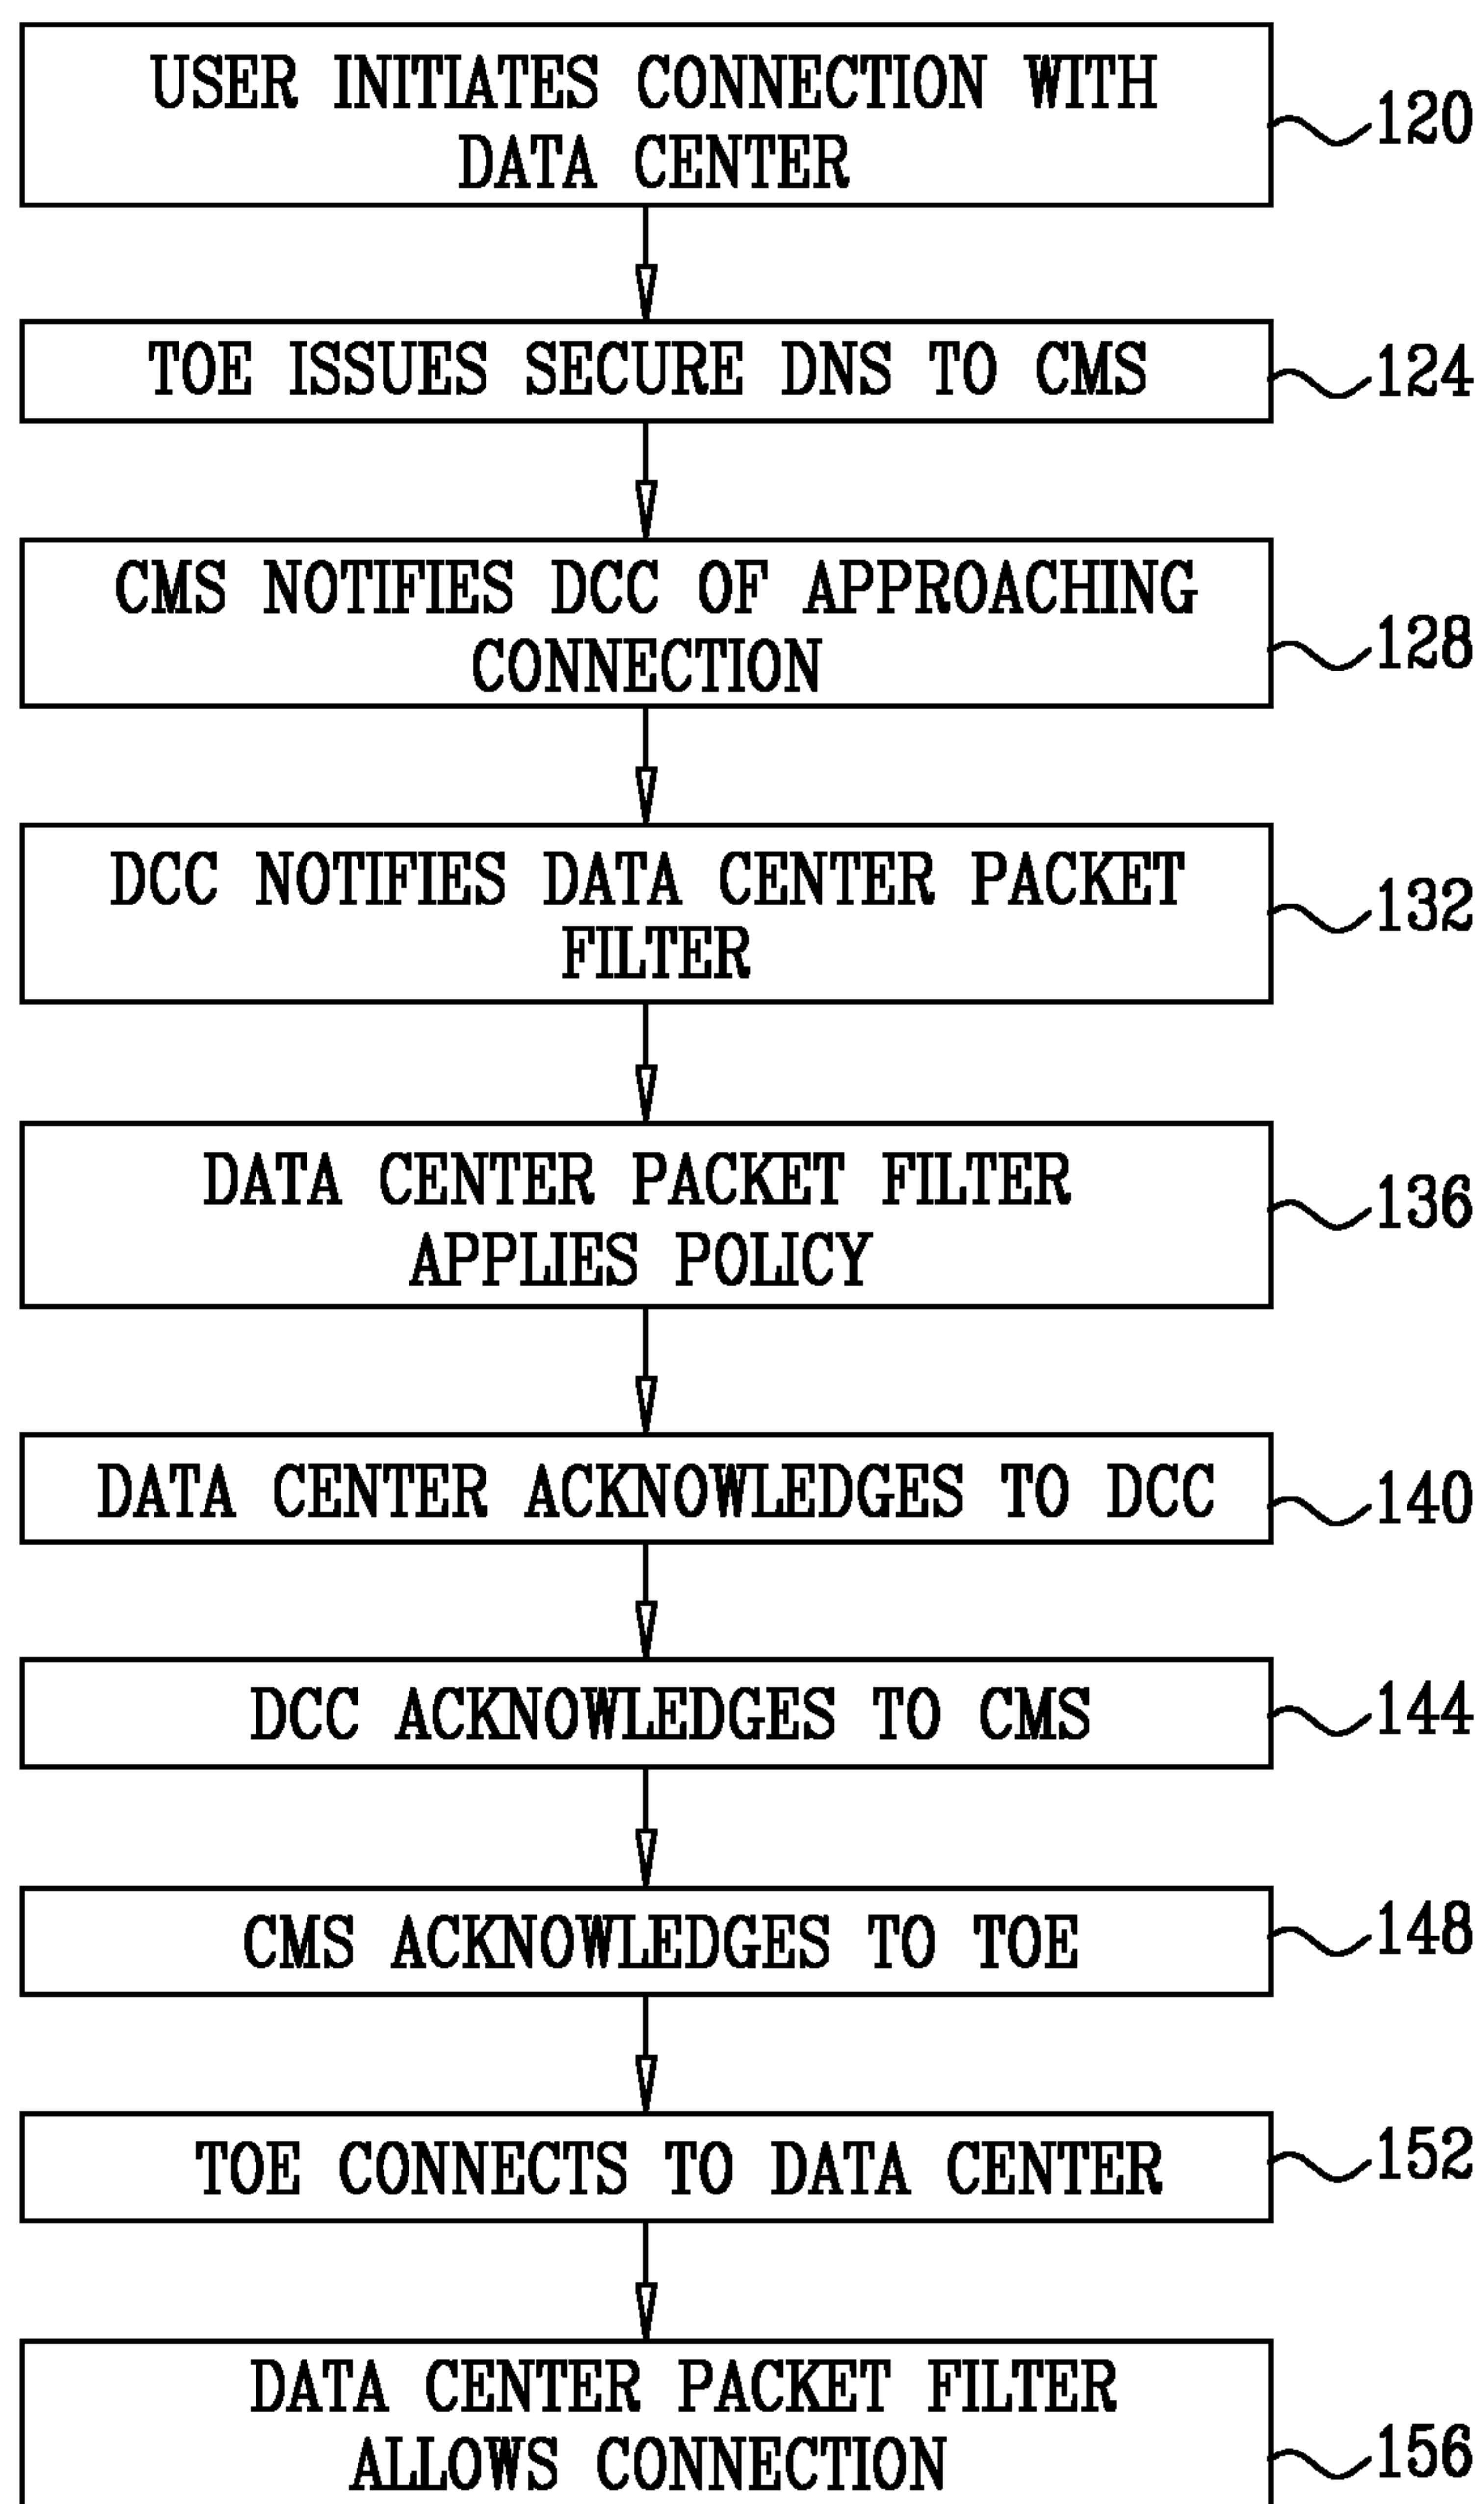 USER INITIATES CONNECTION WITH
DATA CENTER
120
TOE ISSUES SECURE DNS TO CMS
124
CMS NOTIFIES DCC OF APPROACHING
CONNECTION
128
DCC NOTIFIES DATA CENTER PACKET
FILTER
132
DATA CENTER PACKET FILTER
APPLIES POLICY
136
DATA CENTER ACKNOWLEDGES TO DCC
140
DCC ACKNOWLEDGES TO CMS
144
CMS ACKNOWLEDGES TO TOE
148
TOE CONNECTS TO DATA CENTER
152
DATA CENTER PACKET FILTER
ALLOWS CONNECTION
156